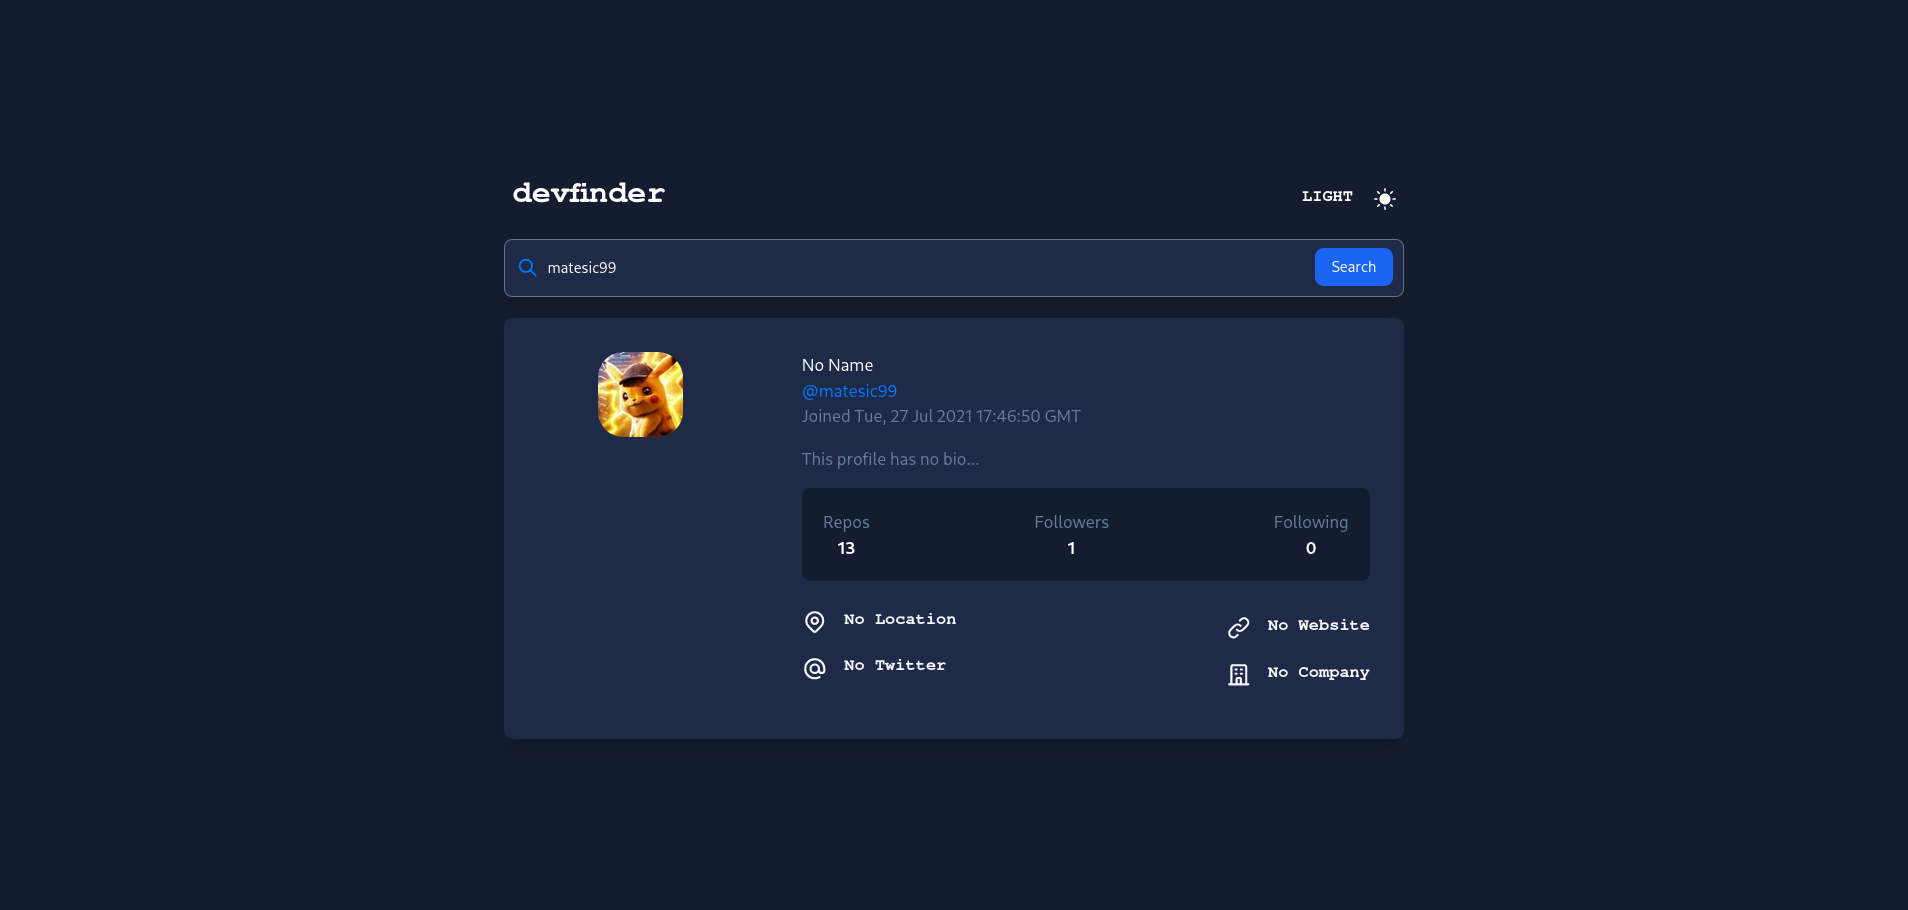 devfinder
LIGHT
matesic99
Search
No Name
@matesic99
Joined Tue, 27 Jul 2021 17:46:50 GMT
This profile has no bio...
Repos Followers Following
13 1 0
No Location
No Website
No Twitter
No Company